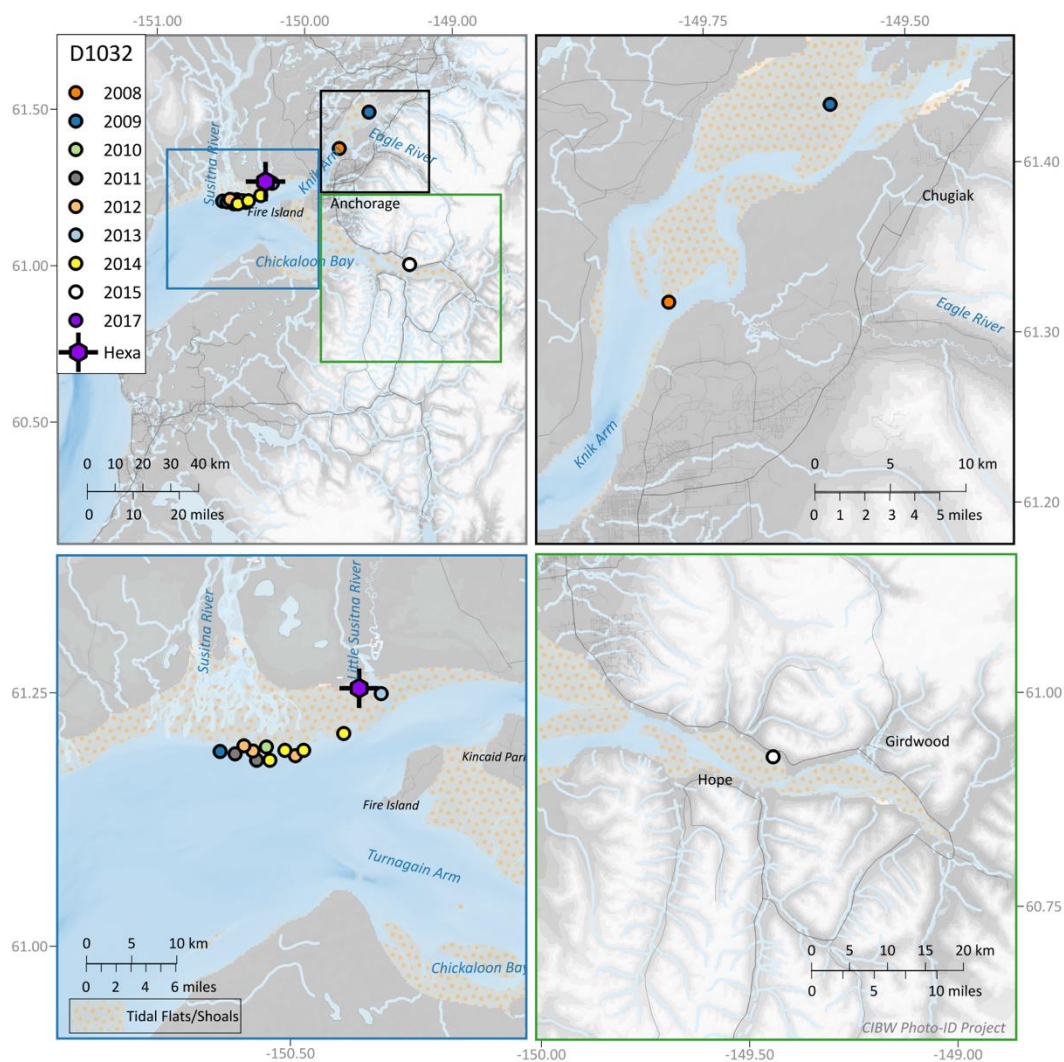 -151.00 -150.00 -149.00
D1032
2008
2009
2010
2011
2012
2013
2014
2015
2017
Hexa
61.50
61.00
60.50
Susitna River
Knik Arm
Eagle River
Anchorage
Fire Island
Chickaloon Bay
0 10 20 30 40 km
0 10 20 miles
-149.75 -149.50
61.40
61.30
61.20
Chugiak
Eagle River
Knik Arm
0 5 10 km
0 1 2 3 4 5 miles
Susitna River
Little Susitna River
61.25
61.00
Kincaid Par
Fire Island
Turnagain Arm
Chickaloon Bay
0 5 10 km
0 2 4 6 miles
Tidal Flats/Shoals
-150.50
61.00
60.75
Girdwood
Hope
0 5 10 15 20 km
0 5 10 miles
CIBW Photo-ID Project
-150.00 -149.50 -149.00